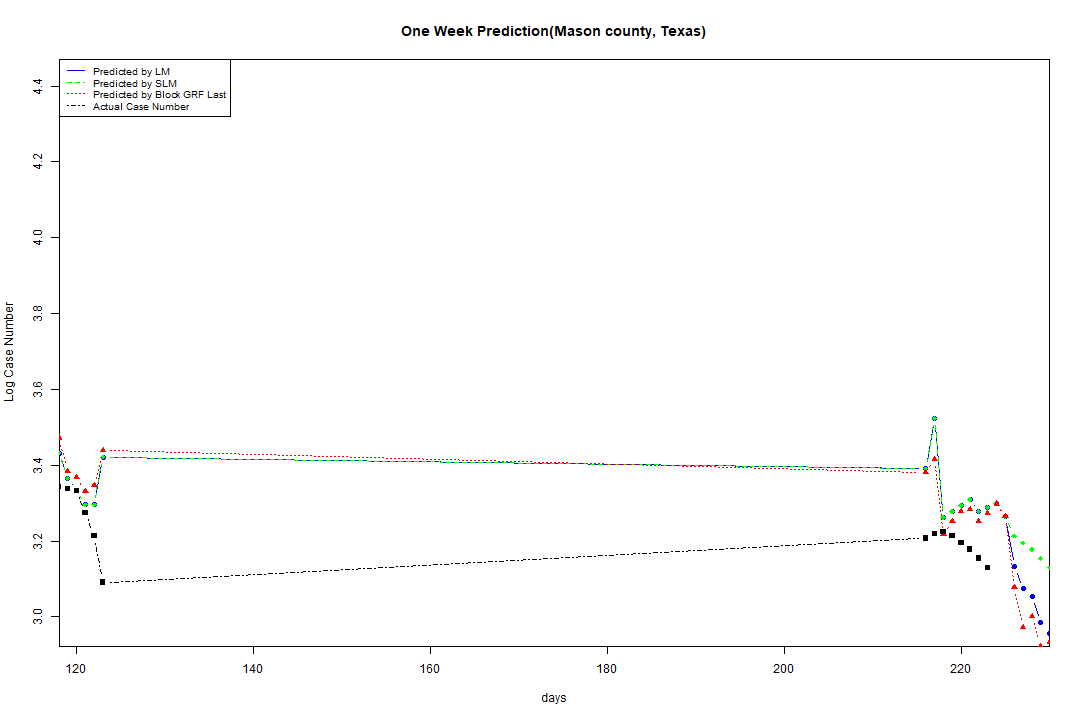 One Week Prediction(Mason county, Texas)
Predicted by LM
Predicted by SLM
Predicted by Block GRF Last
Actual Case Number
4.4
4.2
4.0
3.8
3.6
3.4
3.2
3.0
Log Case Number
120 140 160 180 200 220
days